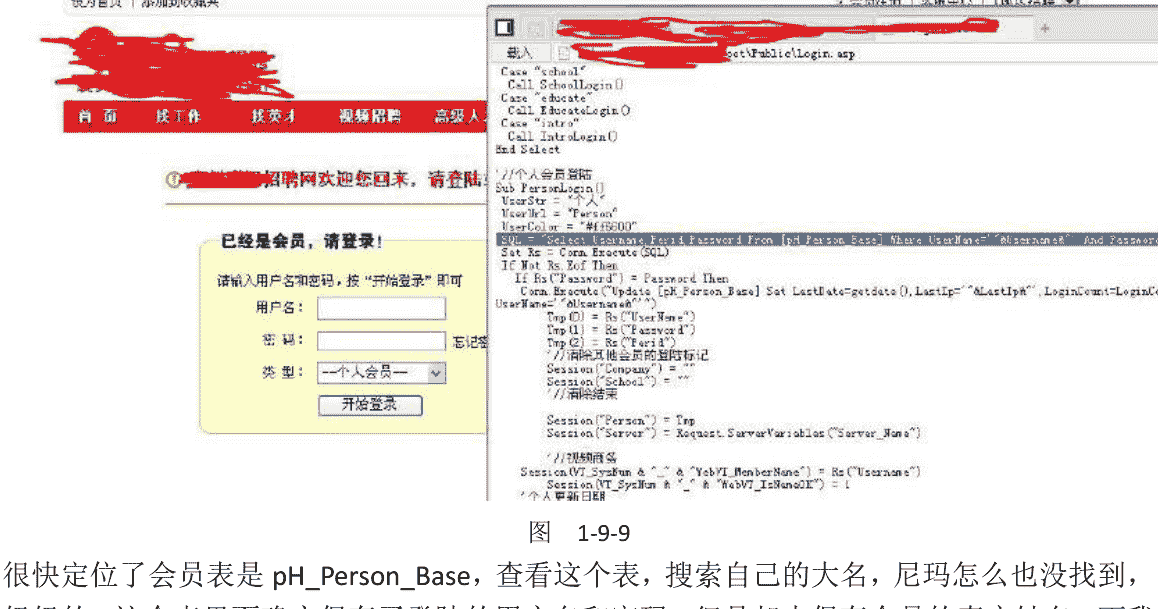 添加到收藏夹
首 页 找工作 找英才 视频招聘 高级人
招聘网欢迎您回来，请登陆
已经是会员，请登录！
请输入用户名和密码，按“开始登录”即可
用户名：
密 码： 忘记密
类 型： --个人会员--
开始登录
载入 \Public\Login.asp
Case "school"
Call SchoolLogin()
Case "educate"
Call EducateLogin()
Case "intro"
Call IntroLogin()
End Select
'//个人会员登陆
Sub PersonLogin()
UserStr = "个人"
UserUrl = "Person"
UserColor = "#ff6600"
SQL = "Select Username,Perid,Password From [pH_Person_Base] Where UserName='"&Username&"' And Password
Set Rs = Conn.Execute(SQL)
If Not Rs.Eof Then
If Rs("Password") = Password Then
Conn.Execute("Update [pH_Person_Base] Set LastDate=getdate(),LastIp='"&LastIp&"',LoginCount=LoginCo
UserName='"&Username&"'")
Tmp(0) = Rs("UserName")
Tmp(1) = Rs("Password")
Tmp(2) = Rs("Perid")
'//清除其他会员的登陆标记
Session("Company") = ""
Session("School") = ""
'//清除结束
Session("Person") = Tmp
Session("Server") = Request.ServerVariables("Server_Name")
'//视频商务
Session(VT_SysNum & "_" & "WebVT_MemberName") = Rs("Username")
Session(VT_SysNum & "_" & "WebVT_IsNameOK") = 1
'个人更新日期
图 1-9-9
很快定位了会员表是 pH_Person_Base，查看这个表，搜索自己的大名，尼玛怎么也没找到，